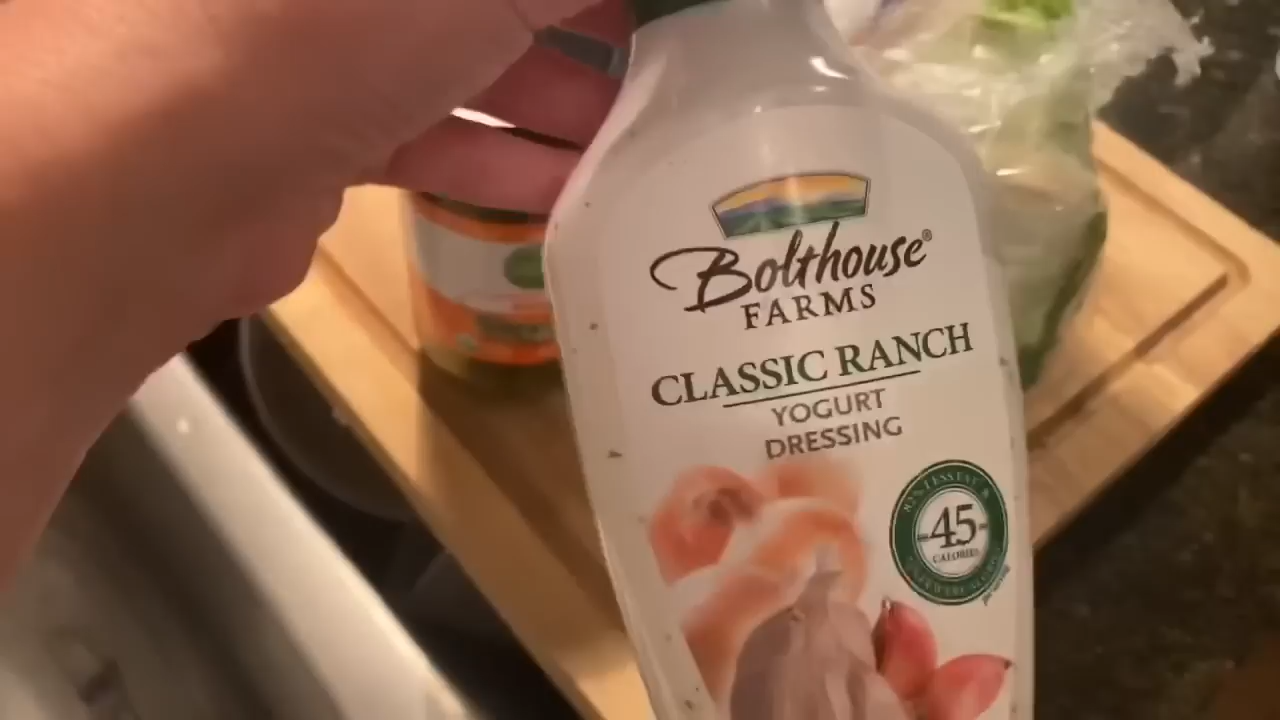 Bolthouse®
FARMS
CLASSIC RANCH
YOGURT
DRESSING
-45-
CALORIES